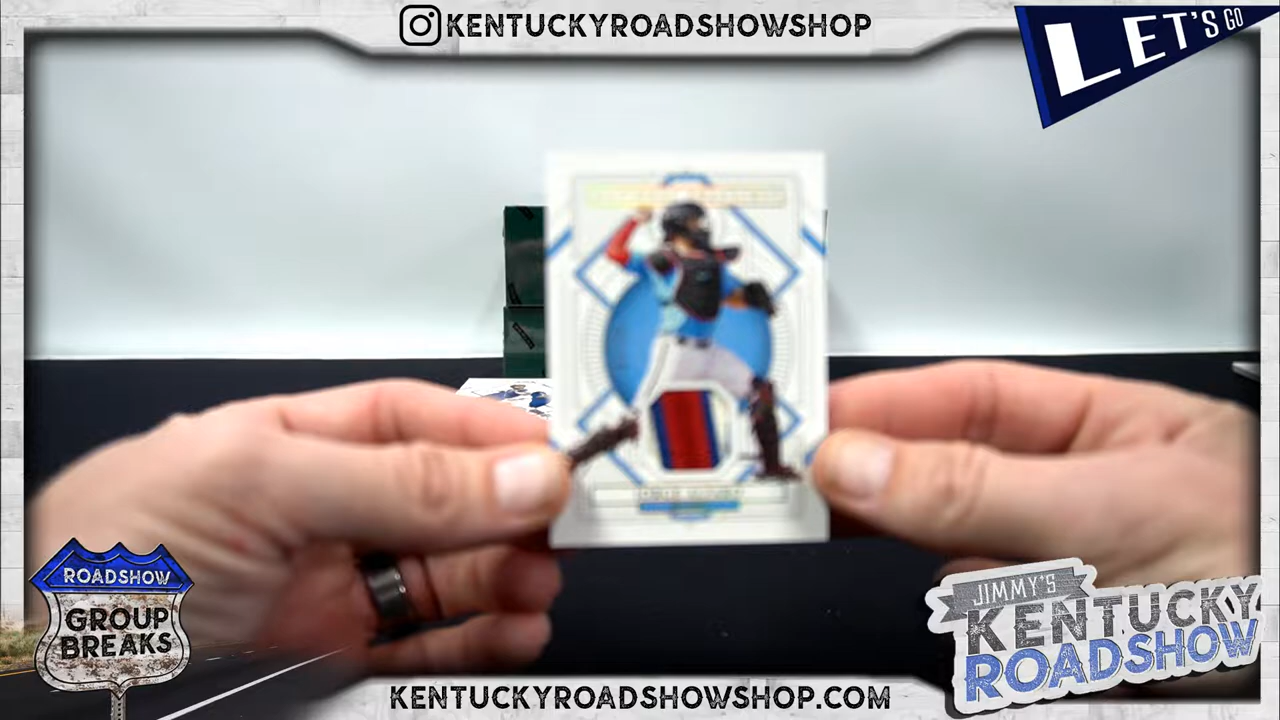 KENTUCKYROADSHOWSHOP
LET'S GO
ROADSHOW
GROUP
BREAKS
JIMMY'S
KENTUCKY
ROADSHOW
KENTUCKYROADSHOWSHOP.COM